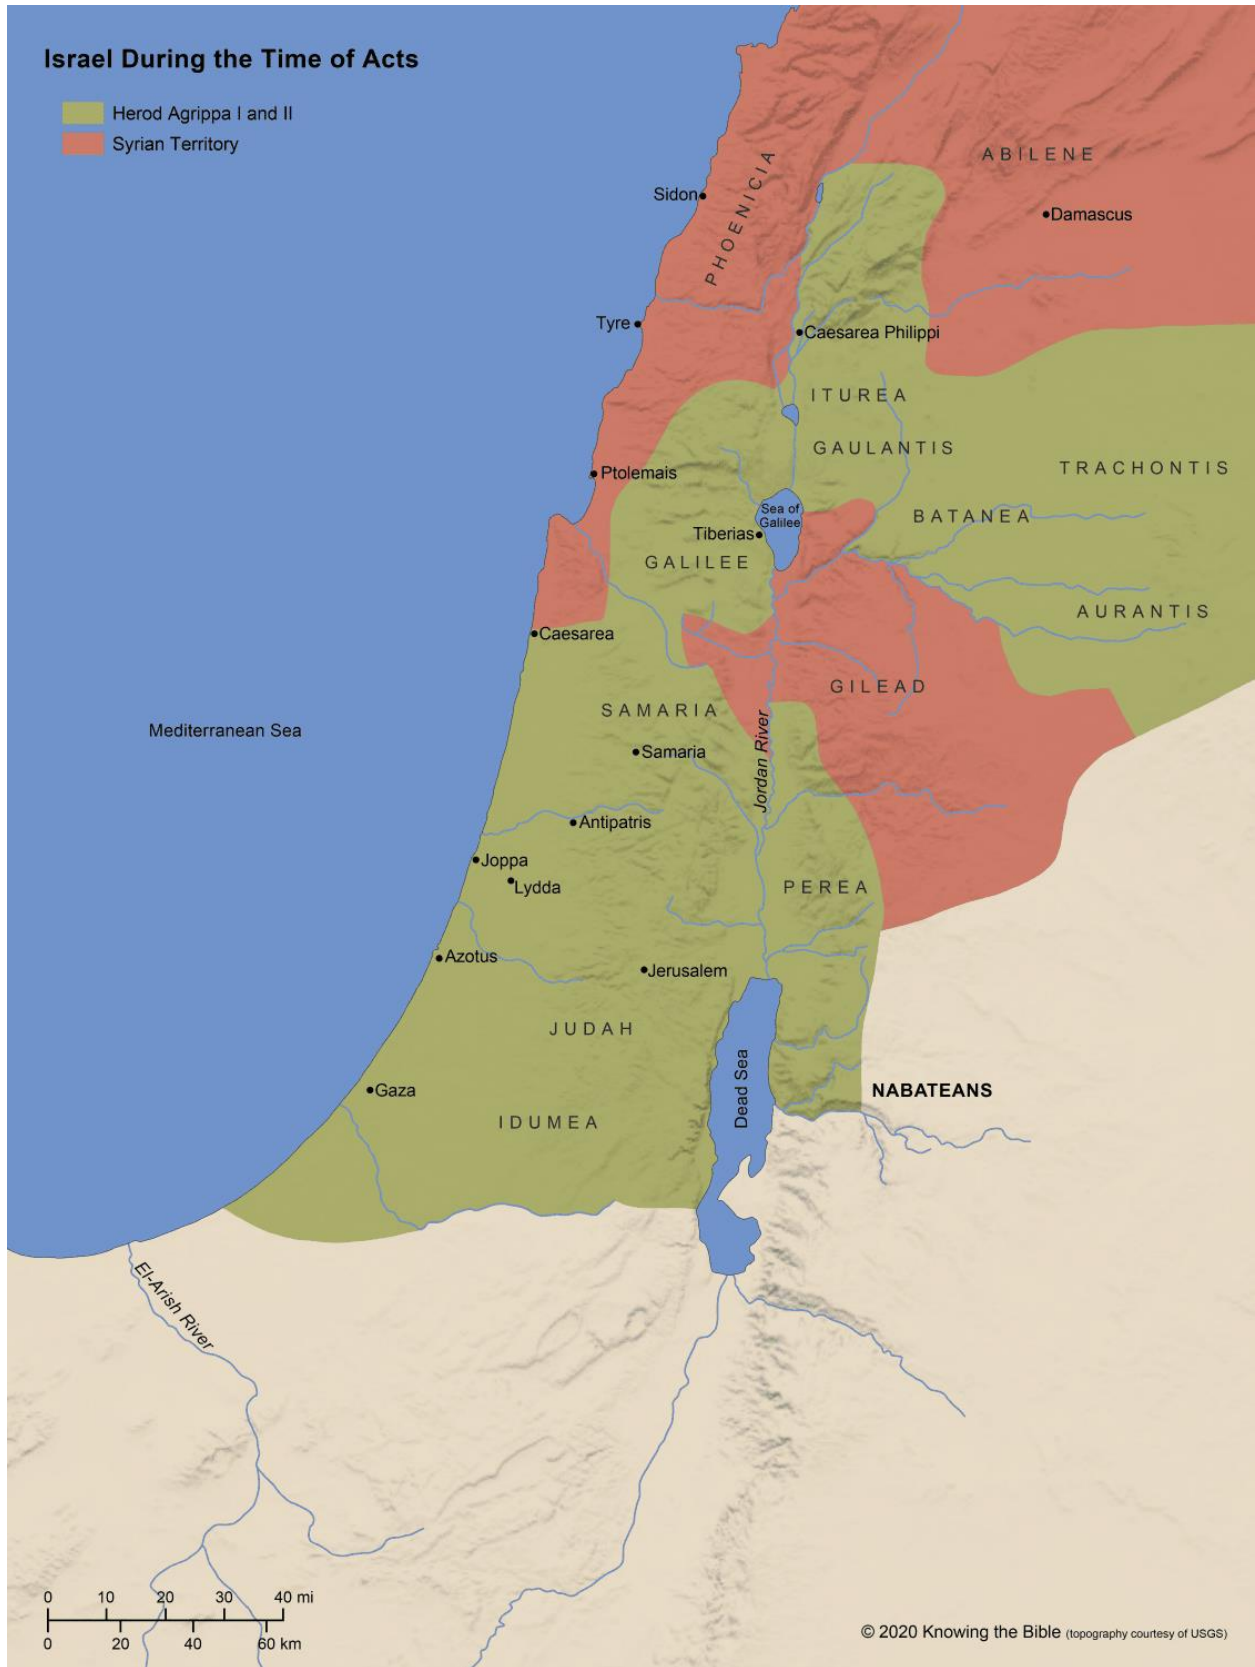 Israel During the Time of Acts
Herod Agrippa I and II
Syrian Territory
ABILENE
PHOENICIA
Sidon
Damascus
Tyre
Caesarea Philippi
ITUREA
GAULANTIS
TRACHONTIS
Ptolemais
Sea of
Galilee
BATANEA
Tiberias
GALILEE
AURANTIS
Caesarea
GILEAD
SAMARIA
Mediterranean Sea
Samaria
Jordan River
Antipatris
Joppa
Lydda
PEREA
Azotus
Jerusalem
JUDAH
Dead Sea
Gaza
NABATEANS
IDUMEA
El-Arish River
0 10 20 30 40 mi
0 20 40 60 km
© 2020 Knowing the Bible (topography courtesy of USGS)